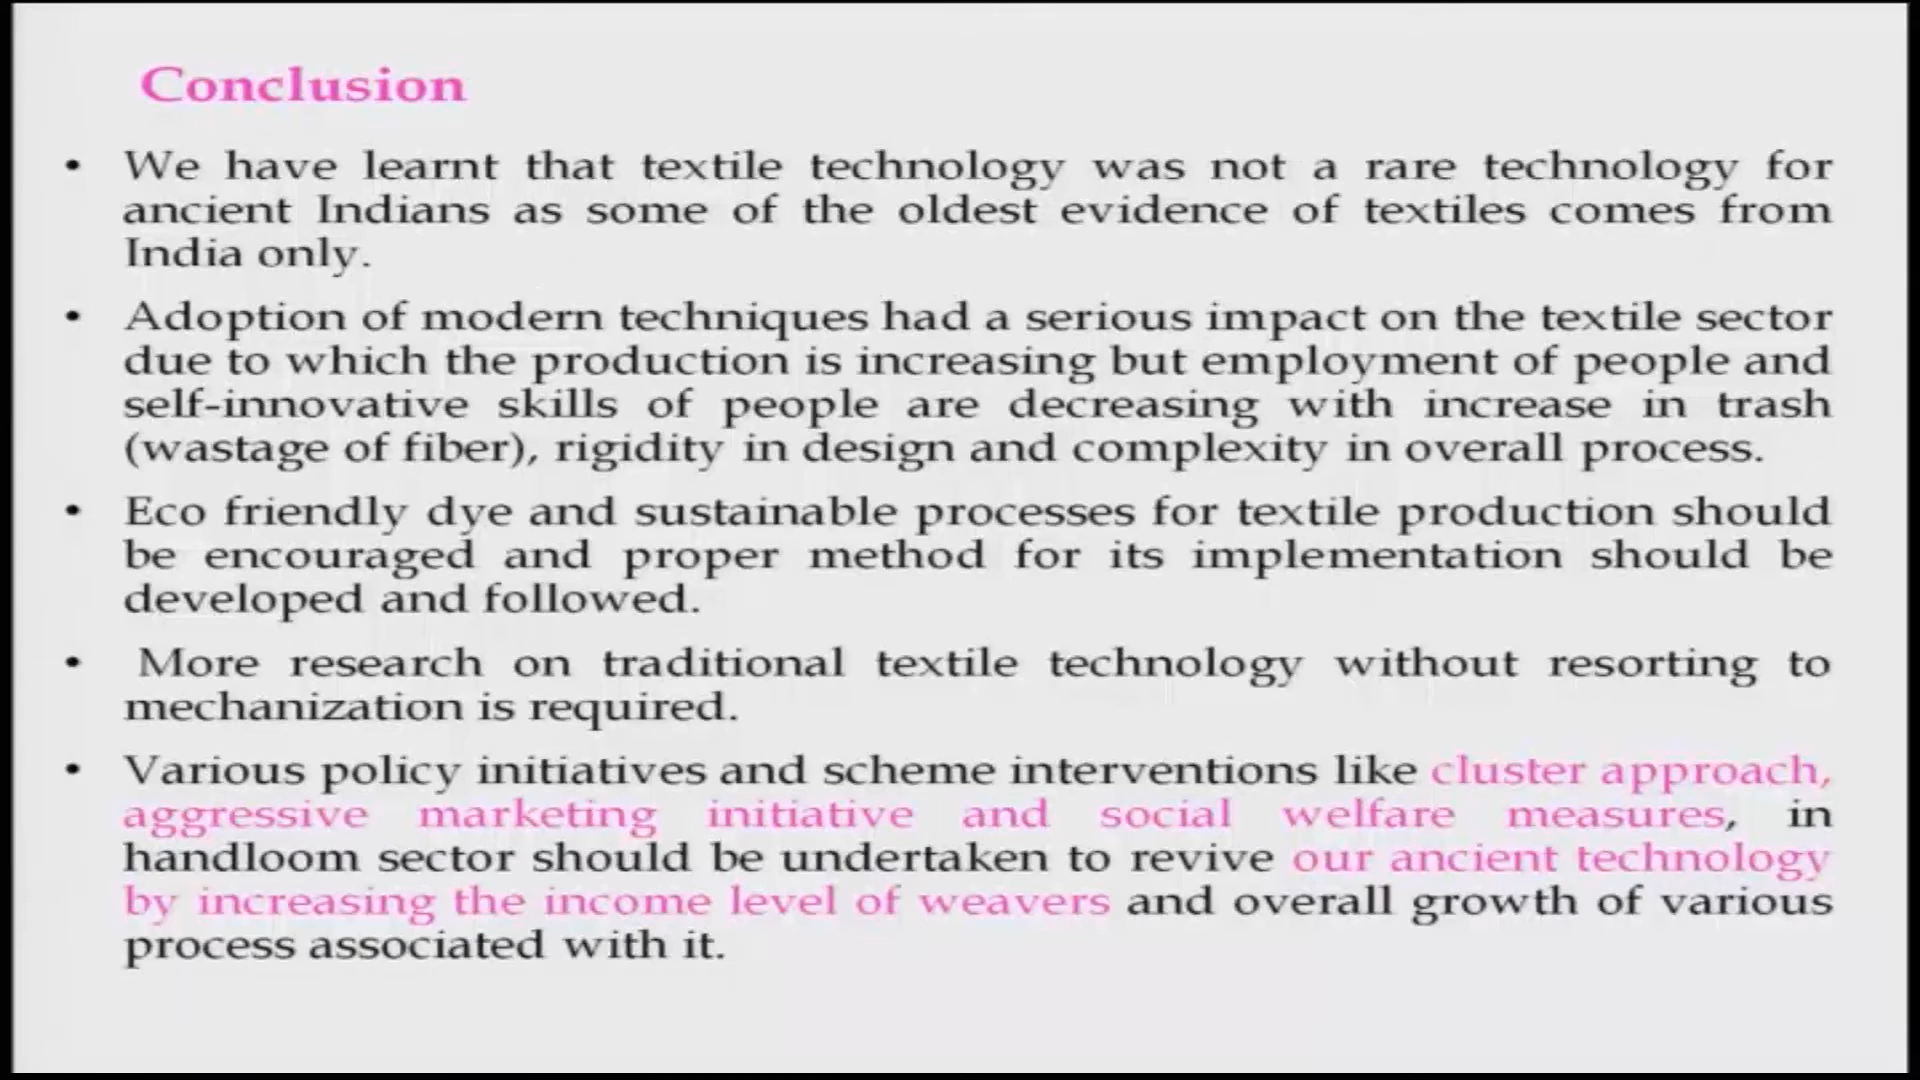 Conclusion
• We have learnt that textile technology was not a rare technology for
ancient Indians as some of the oldest evidence of textiles comes from
India only.
• Adoption of modern techniques had a serious impact on the textile sector
due to which the production is increasing but employment of people and
self-innovative skills of people are decreasing with increase in trash
(wastage of fiber), rigidity in design and complexity in overall process.
• Eco friendly dye and sustainable processes for textile production should
be encouraged and proper method for its implementation should be
developed and followed.
• More research on traditional textile technology without resorting to
mechanization is required.
• Various policy initiatives and scheme interventions like cluster approach,
aggressive marketing initiative and social welfare measures, in
handloom sector should be undertaken to revive our ancient technology
by increasing the income level of weavers and overall growth of various
process associated with it.